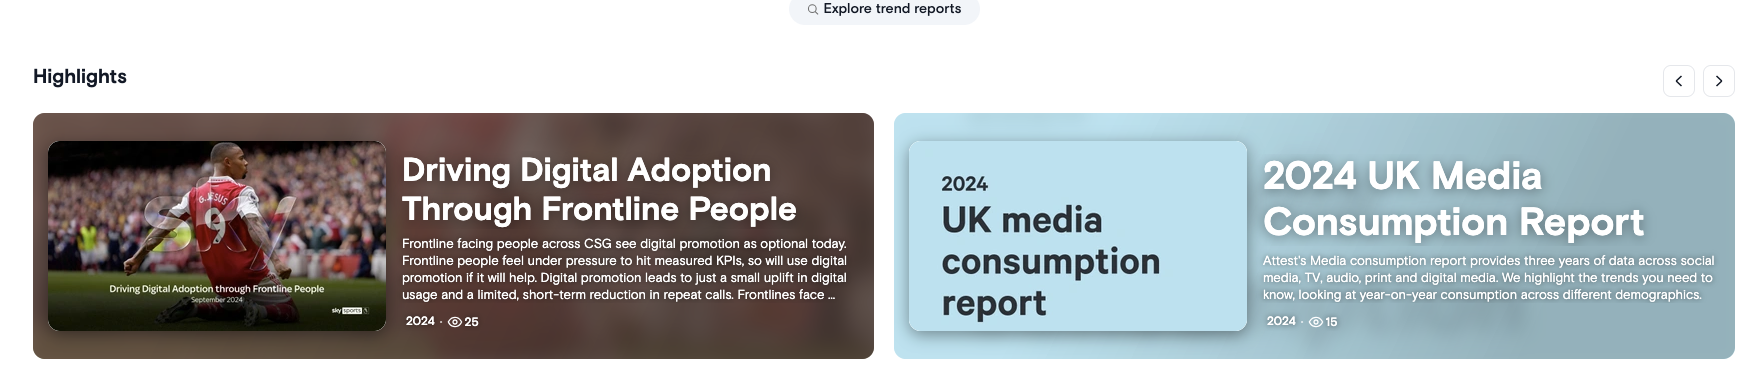 Explore trend reports
Highlights
sky
G.JESUS
9
Driving Digital Adoption through Frontline People
September 2024
sky sports
Driving Digital Adoption
Through Frontline People
Frontline facing people across CSG see digital promotion as optional today.
Frontline people feel under pressure to hit measured KPIs, so will use digital
promotion if it will help. Digital promotion leads to just a small uplift in digital
usage and a limited, short-term reduction in repeat calls. Frontlines face ...
2024 · 25
2024
UK media
consumption
report
2024 UK Media
Consumption Report
Attest's Media consumption report provides three years of data across social
media, TV, audio, print and digital media. We highlight the trends you need to
know, looking at year-on-year consumption across different demographics.
2024 · 15